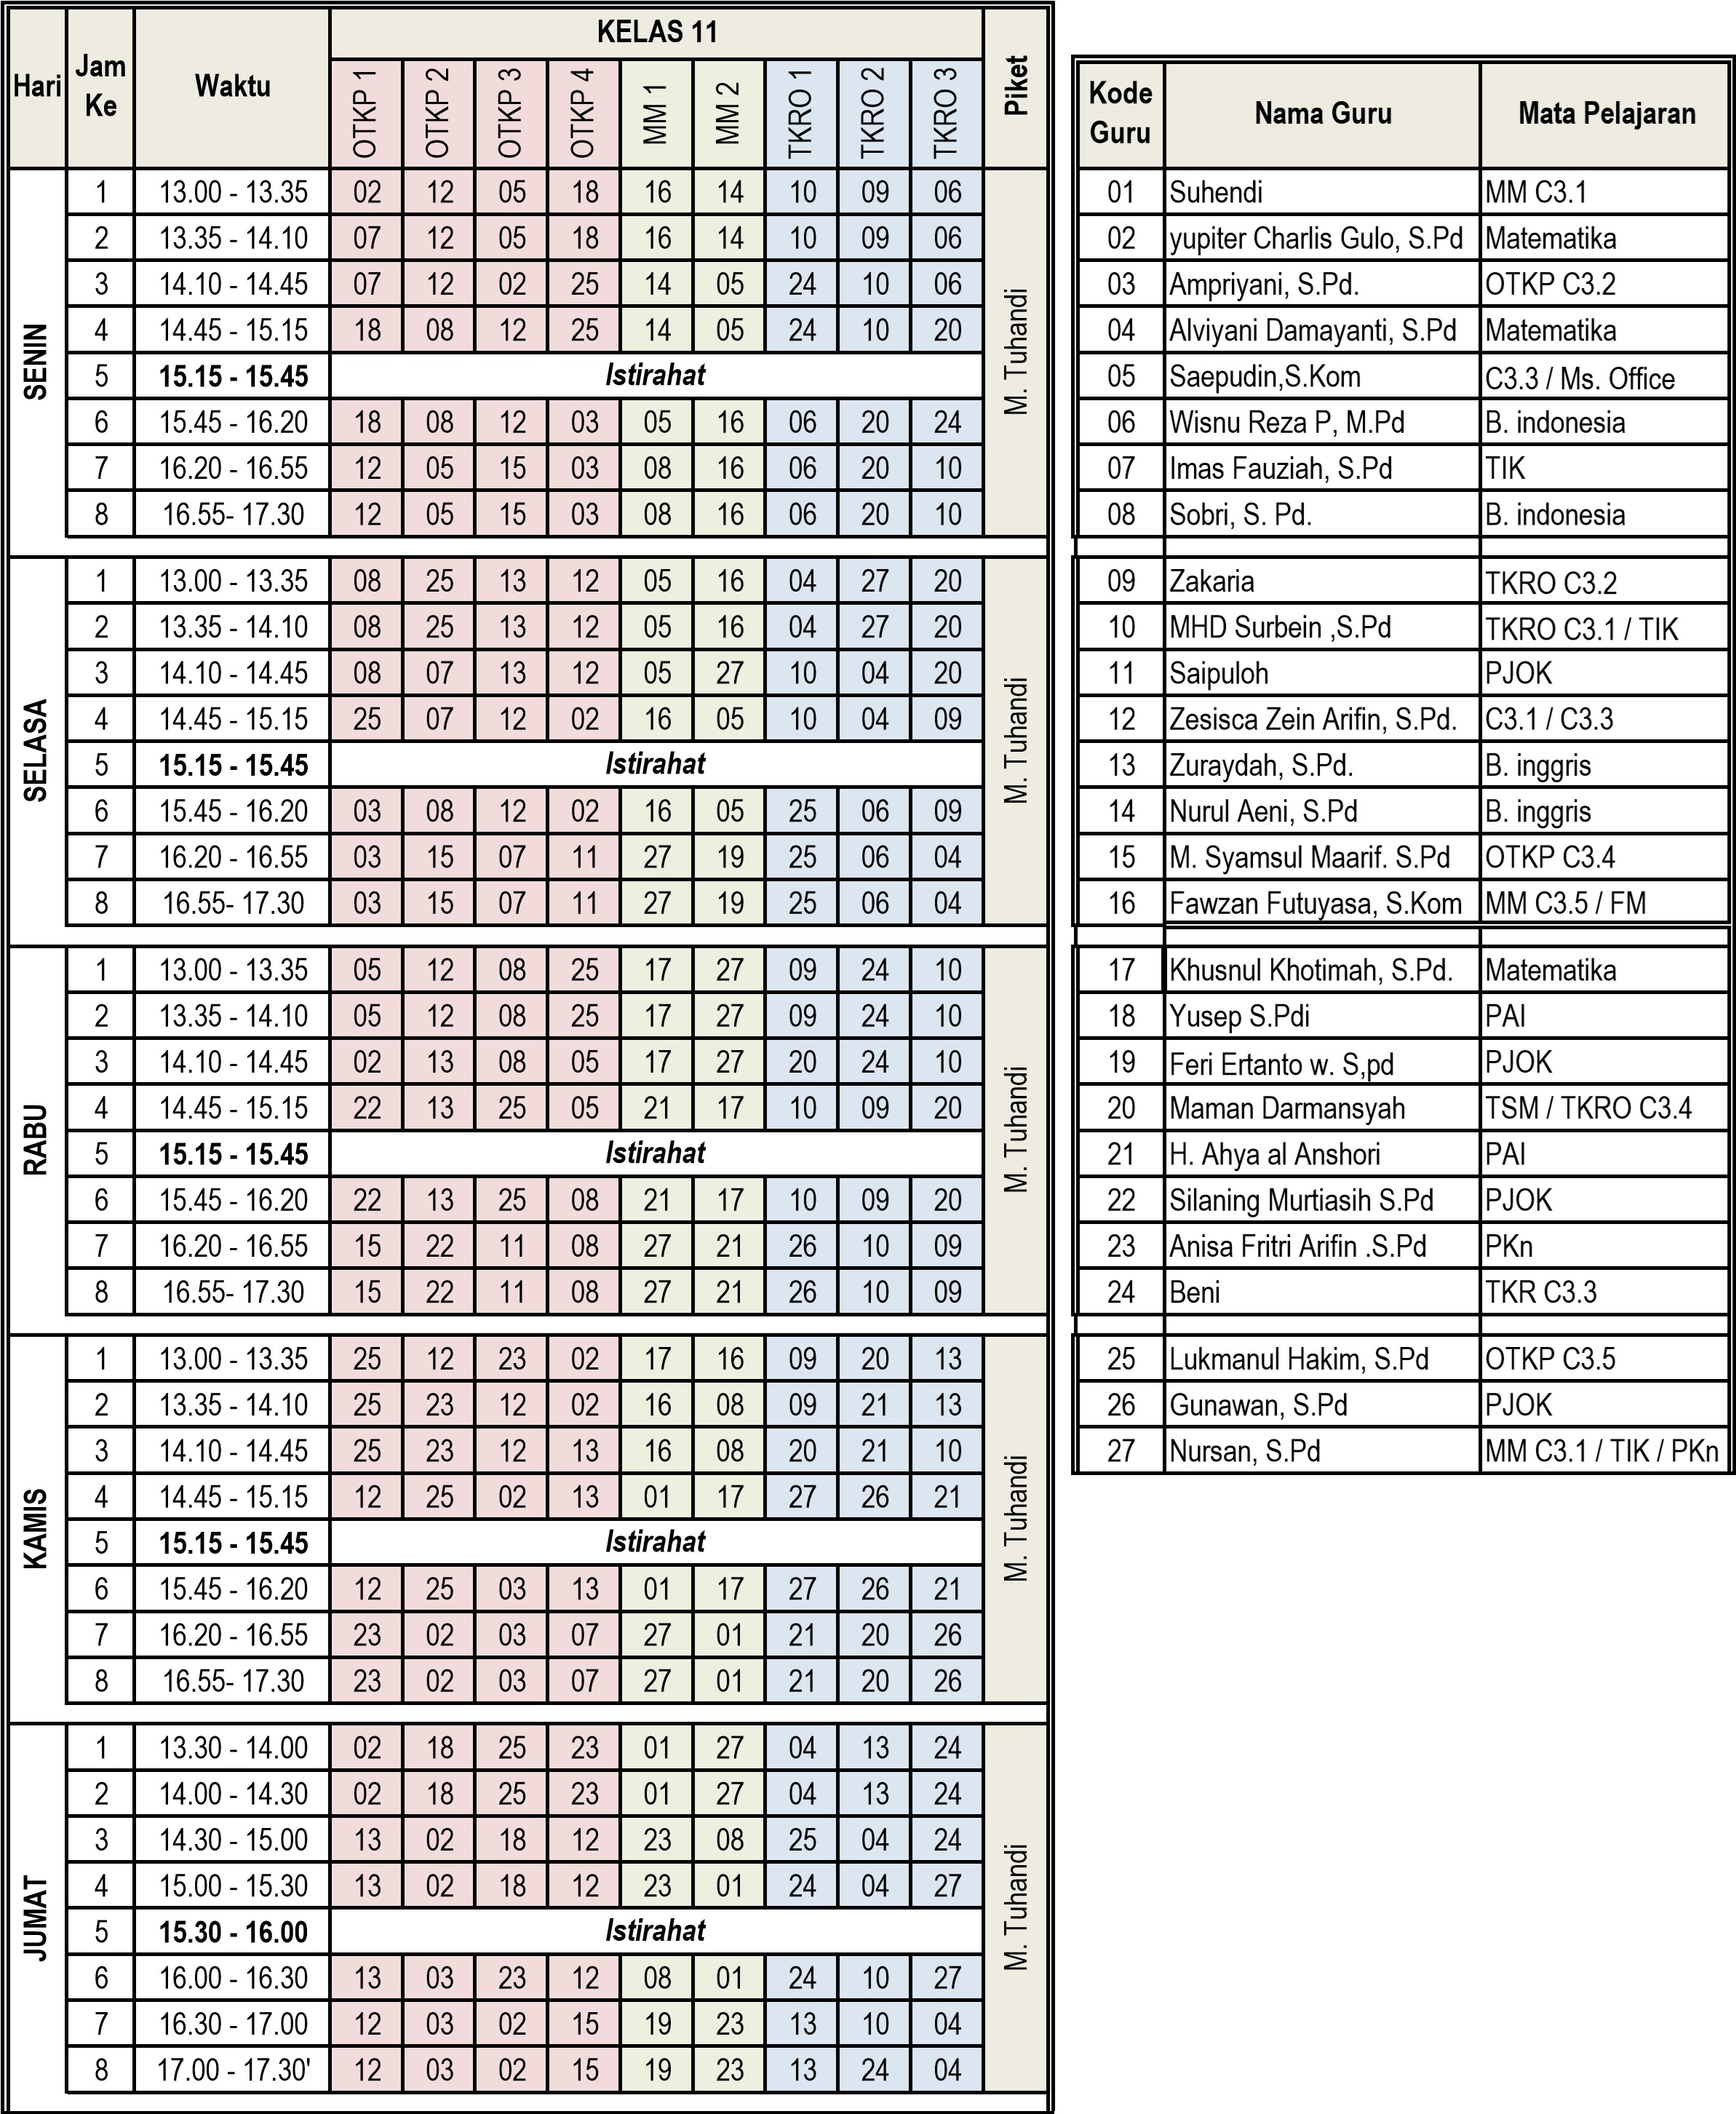 Hari Jam Ke Waktu KELAS 11 Piket
OTKP 1 OTKP 2 OTKP 3 OTKP 4 MM 1 MM 2 TKRO 1 TKRO 2 TKRO 3
SENIN
1 13.00 - 13.35 02 12 05 18 16 14 10 09 06
2 13.35 - 14.10 07 12 05 18 16 14 10 09 06
3 14.10 - 14.45 07 12 02 25 14 05 24 10 06
4 14.45 - 15.15 18 08 12 25 14 05 24 10 20
5 15.15 - 15.45 Istirahat
6 15.45 - 16.20 18 08 12 03 05 16 06 20 24
7 16.20 - 16.55 12 05 15 03 08 16 06 20 10
8 16.55- 17.30 12 05 15 03 08 16 06 20 10
M. Tuhandi
SELASA
1 13.00 - 13.35 08 25 13 12 05 16 04 27 20
2 13.35 - 14.10 08 25 13 12 05 16 04 27 20
3 14.10 - 14.45 08 07 13 12 05 27 10 04 20
4 14.45 - 15.15 25 07 12 02 16 05 10 04 09
5 15.15 - 15.45 Istirahat
6 15.45 - 16.20 03 08 12 02 16 05 25 06 09
7 16.20 - 16.55 03 15 07 11 27 19 25 06 04
8 16.55- 17.30 03 15 07 11 27 19 25 06 04
M. Tuhandi
RABU
1 13.00 - 13.35 05 12 08 25 17 27 09 24 10
2 13.35 - 14.10 05 12 08 25 17 27 09 24 10
3 14.10 - 14.45 02 13 08 05 17 27 20 24 10
4 14.45 - 15.15 22 13 25 05 21 17 10 09 20
5 15.15 - 15.45 Istirahat
6 15.45 - 16.20 22 13 25 08 21 17 10 09 20
7 16.20 - 16.55 15 22 11 08 27 21 26 10 09
8 16.55- 17.30 15 22 11 08 27 21 26 10 09
M. Tuhandi
KAMIS
1 13.00 - 13.35 25 12 23 02 17 16 09 20 13
2 13.35 - 14.10 25 23 12 02 16 08 09 21 13
3 14.10 - 14.45 25 23 12 13 16 08 20 21 10
4 14.45 - 15.15 12 25 02 13 01 17 27 26 21
5 15.15 - 15.45 Istirahat
6 15.45 - 16.20 12 25 03 13 01 17 27 26 21
7 16.20 - 16.55 23 02 03 07 27 01 21 20 26
8 16.55- 17.30 23 02 03 07 27 01 21 20 26
M. Tuhandi
JUMAT
1 13.30 - 14.00 02 18 25 23 01 27 04 13 24
2 14.00 - 14.30 02 18 25 23 01 27 04 13 24
3 14.30 - 15.00 13 02 18 12 23 08 25 04 24
4 15.00 - 15.30 13 02 18 12 23 01 24 04 27
5 15.30 - 16.00 Istirahat
6 16.00 - 16.30 13 03 23 12 08 01 24 10 27
7 16.30 - 17.00 12 03 02 15 19 23 13 10 04
8 17.00 - 17.30' 12 03 02 15 19 23 13 24 04
M. Tuhandi
Kode Guru Nama Guru Mata Pelajaran
01 Suhendi MM C3.1
02 yupiter Charlis Gulo, S.Pd Matematika
03 Ampriyani, S.Pd. OTKP C3.2
04 Alviyani Damayanti, S.Pd Matematika
05 Saepudin,S.Kom C3.3 / Ms. Office
06 Wisnu Reza P, M.Pd B. indonesia
07 Imas Fauziah, S.Pd TIK
08 Sobri, S. Pd. B. indonesia
09 Zakaria TKRO C3.2
10 MHD Surbein ,S.Pd TKRO C3.1 / TIK
11 Saipuloh PJOK
12 Zesisca Zein Arifin, S.Pd. C3.1 / C3.3
13 Zuraydah, S.Pd. B. inggris
14 Nurul Aeni, S.Pd B. inggris
15 M. Syamsul Maarif. S.Pd OTKP C3.4
16 Fawzan Futuyasa, S.Kom MM C3.5 / FM
17 Khusnul Khotimah, S.Pd. Matematika
18 Yusep S.Pdi PAI
19 Feri Ertanto w. S,pd PJOK
20 Maman Darmansyah TSM / TKRO C3.4
21 H. Ahya al Anshori PAI
22 Silaning Murtiasih S.Pd PJOK
23 Anisa Fritri Arifin .S.Pd PKn
24 Beni TKR C3.3
25 Lukmanul Hakim, S.Pd OTKP C3.5
26 Gunawan, S.Pd PJOK
27 Nursan, S.Pd MM C3.1 / TIK / PKn